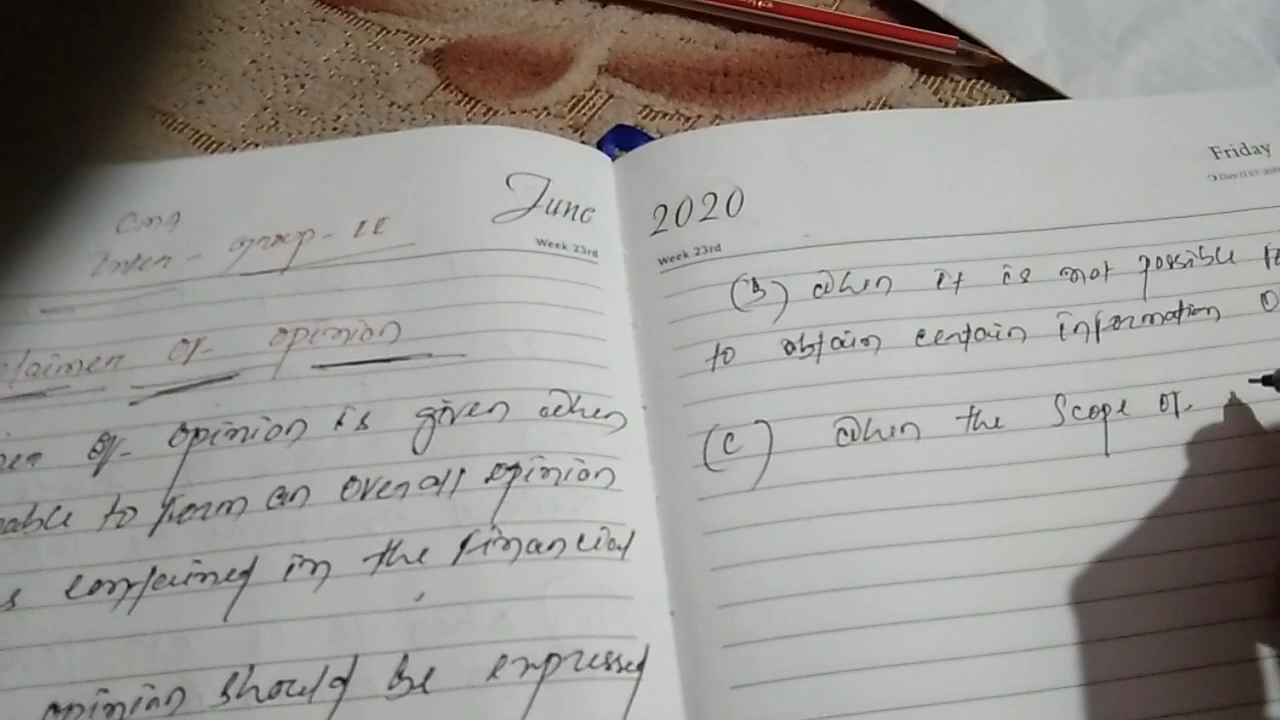 June
Week 23rd
CMA
Inter - group - II
claimer of opinion
of opinion is given when
able to form an overall opinion
s contained in the financial
opinion should be expressed
2020
Friday
Week 23rd
(B) When it is not possible
to obtain certain information
(C) When the Scope of